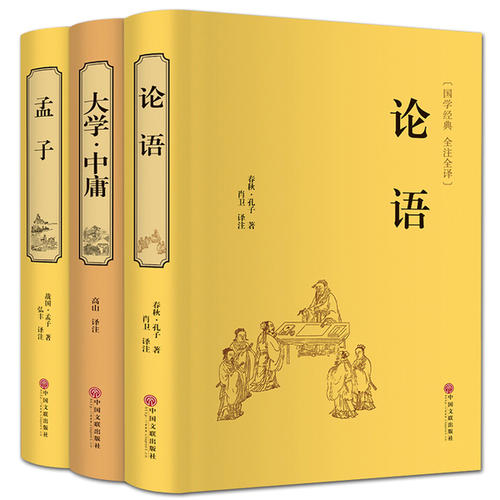 孟子
战国·孟子 著
弘丰 译注
中国文联出版社
大学·中庸
高山 译注
中国文联出版社
论语
春秋·孔子 著
肖卫 译注
中国文联出版社
[国学经典 全注全译]
论语
春秋·孔子 著
肖卫 译注
中国文联出版社